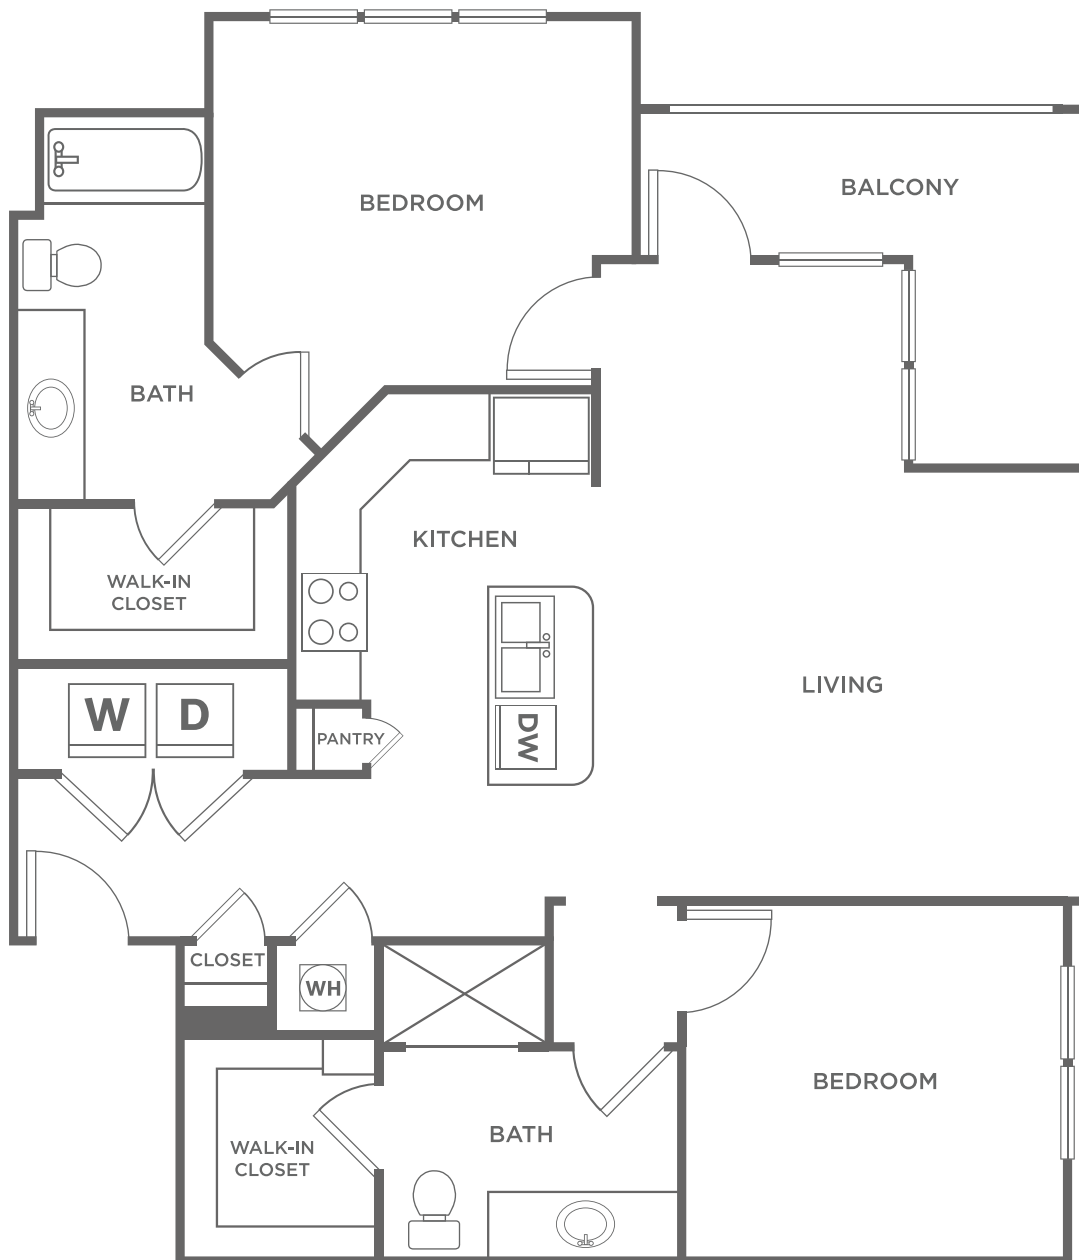 BALCONY
BEDROOM
BATH
KITCHEN
WALK-IN
CLOSET
LIVING
W
D
PANTRY
DW
CLOSET
WH
BEDROOM
BATH
WALK-IN
CLOSET